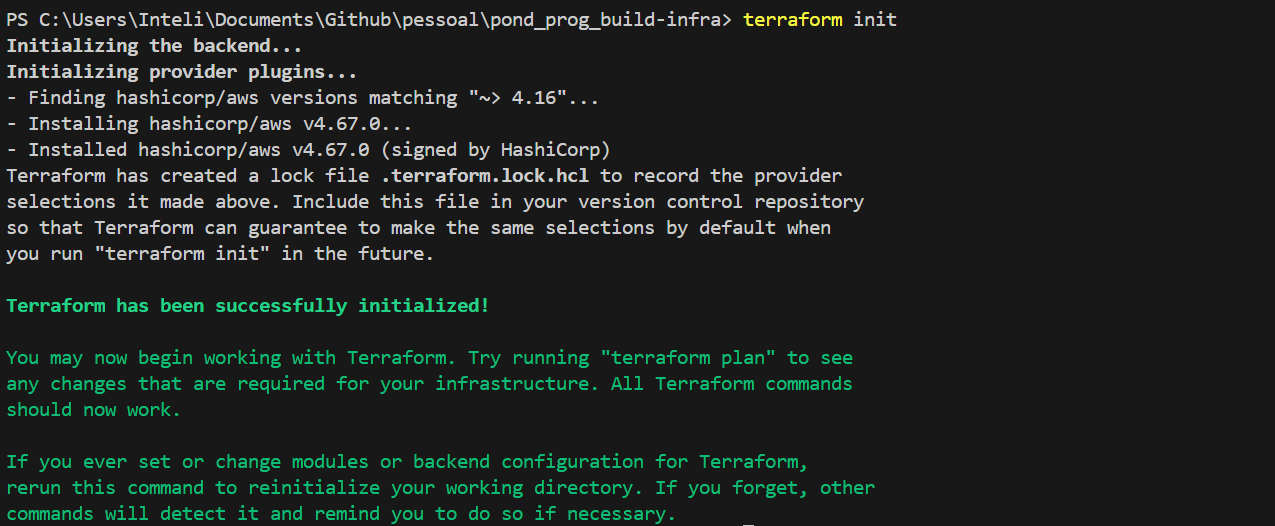 PS C:\Users\Inteli\Documents\Github\pessoal\pond_prog_build-infra> terraform init
Initializing the backend...
Initializing provider plugins...
- Finding hashicorp/aws versions matching "~> 4.16"...
- Installing hashicorp/aws v4.67.0...
- Installed hashicorp/aws v4.67.0 (signed by HashiCorp)
Terraform has created a lock file .terraform.lock.hcl to record the provider
selections it made above. Include this file in your version control repository
so that Terraform can guarantee to make the same selections by default when
you run "terraform init" in the future.
Terraform has been successfully initialized!
You may now begin working with Terraform. Try running "terraform plan" to see
any changes that are required for your infrastructure. All Terraform commands
should now work.
If you ever set or change modules or backend configuration for Terraform,
rerun this command to reinitialize your working directory. If you forget, other
commands will detect it and remind you to do so if necessary.